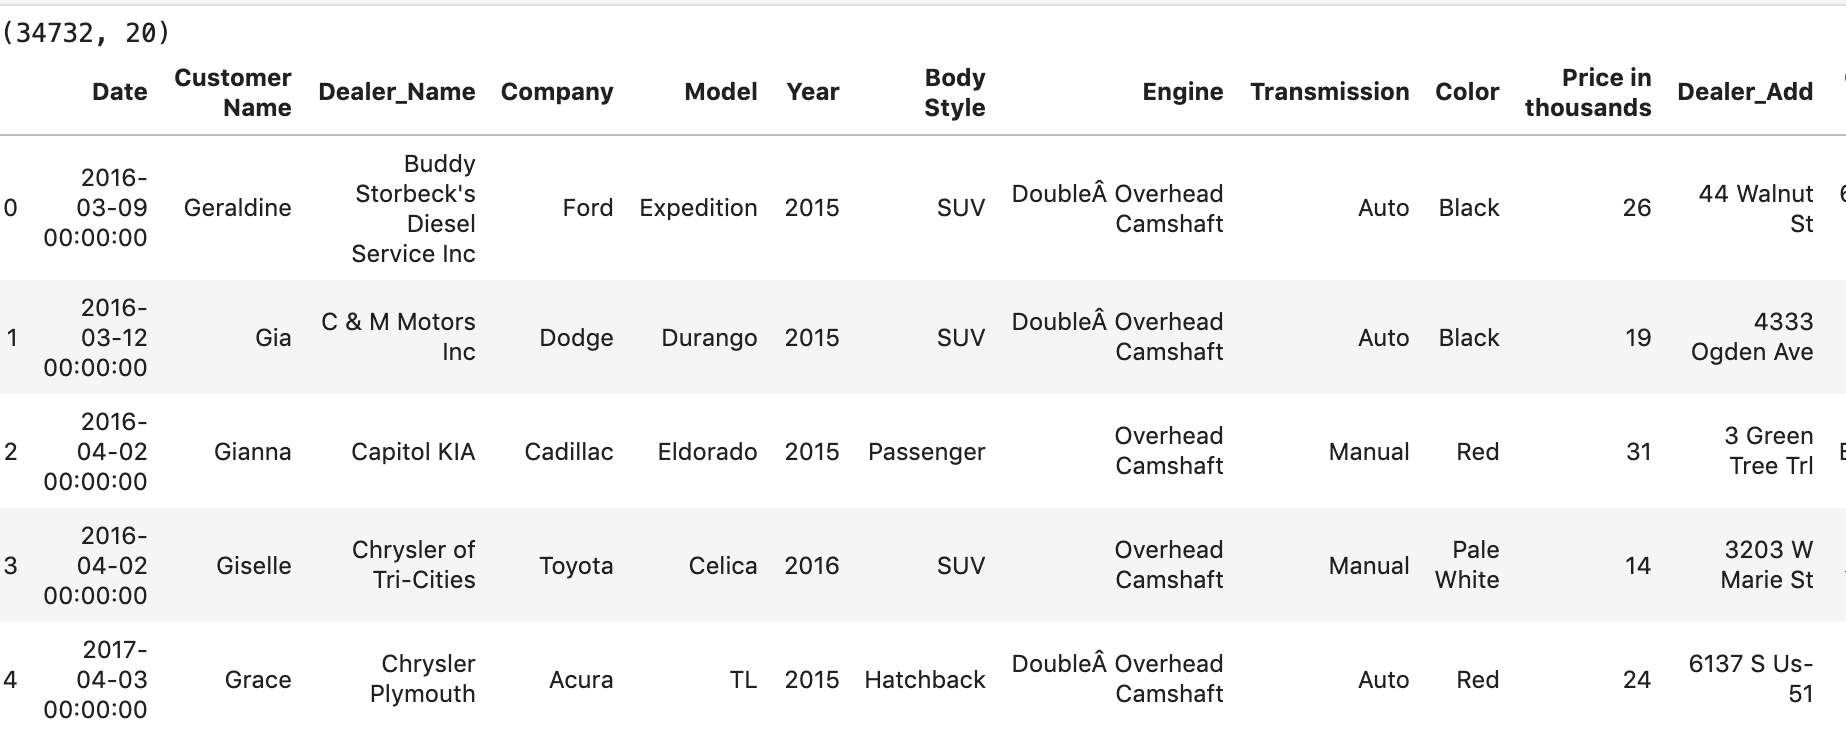 (34732, 20)
Date Customer Name Dealer_Name Company Model Year Body Style Engine Transmission Color Price in thousands Dealer_Add
0 2016-03-09 00:00:00 Geraldine Buddy Storbeck's Diesel Service Inc Ford Expedition 2015 SUV DoubleÂ Overhead Camshaft Auto Black 26 44 Walnut St
1 2016-03-12 00:00:00 Gia C & M Motors Inc Dodge Durango 2015 SUV DoubleÂ Overhead Camshaft Auto Black 19 4333 Ogden Ave
2 2016-04-02 00:00:00 Gianna Capitol KIA Cadillac Eldorado 2015 Passenger Overhead Camshaft Manual Red 31 3 Green Tree Trl
3 2016-04-02 00:00:00 Giselle Chrysler of Tri-Cities Toyota Celica 2016 SUV Overhead Camshaft Manual Pale White 14 3203 W Marie St
4 2017-04-03 00:00:00 Grace Chrysler Plymouth Acura TL 2015 Hatchback DoubleÂ Overhead Camshaft Auto Red 24 6137 S Us-51